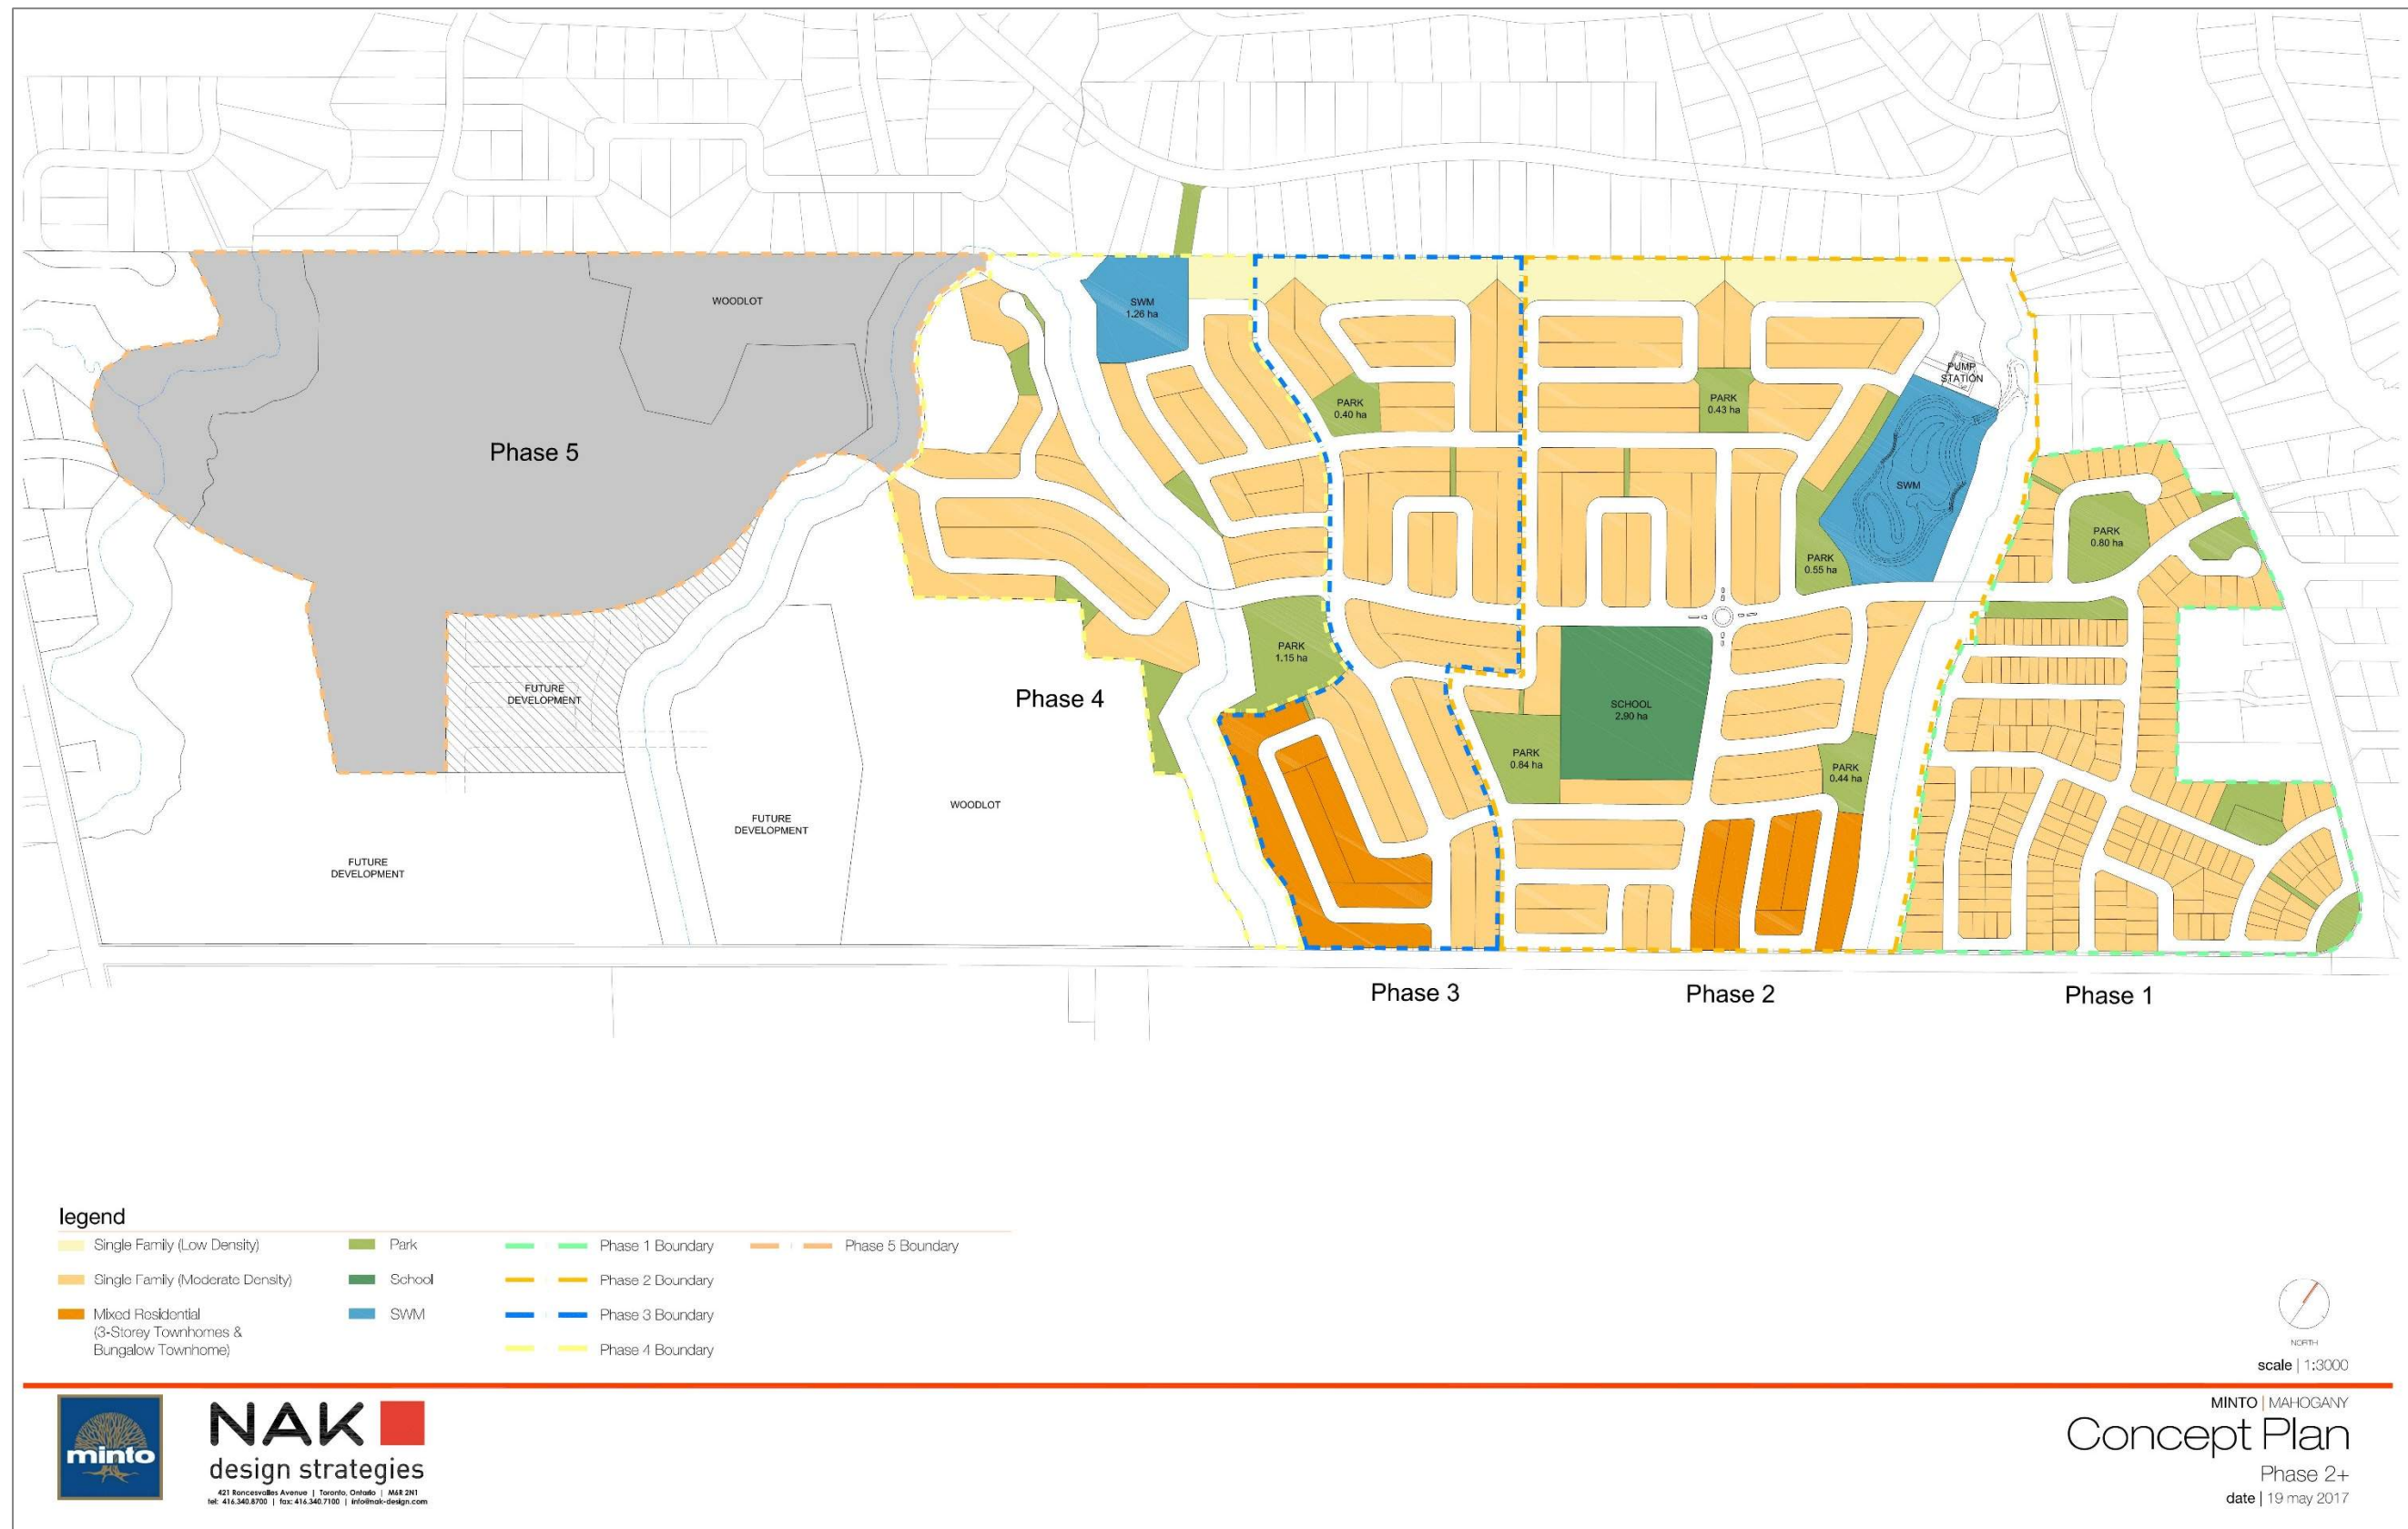 WOODLOT
SWM
1.26 ha
PUMP
STATION
PARK
0.40 ha
PARK
0.43 ha
Phase 5
SWM
PARK
0.80 ha
PARK
0.55 ha
PARK
1.15 ha
FUTURE
DEVELOPMENT
Phase 4
SCHOOL
2.90 ha
PARK
0.84 ha
PARK
0.44 ha
WOODLOT
FUTURE
DEVELOPMENT
FUTURE
DEVELOPMENT
Phase 3
Phase 2
Phase 1
legend
Single Family (Low Density)
Single Family (Moderate Density)
Mixed Residential
(3-Storey Townhomes &
Bungalow Townhome)
Park
School
SWM
Phase 1 Boundary
Phase 2 Boundary
Phase 3 Boundary
Phase 4 Boundary
Phase 5 Boundary
NORTH
scale | 1:3000
minto
NAK
design strategies
421 Roncesvalles Avenue | Toronto, Ontario | M6R 2N1
tel: 416.340.8700 | fax: 416.340.7100 | info@nak-design.com
MINTO | MAHOGANY
Concept Plan
Phase 2+
date | 19 may 2017